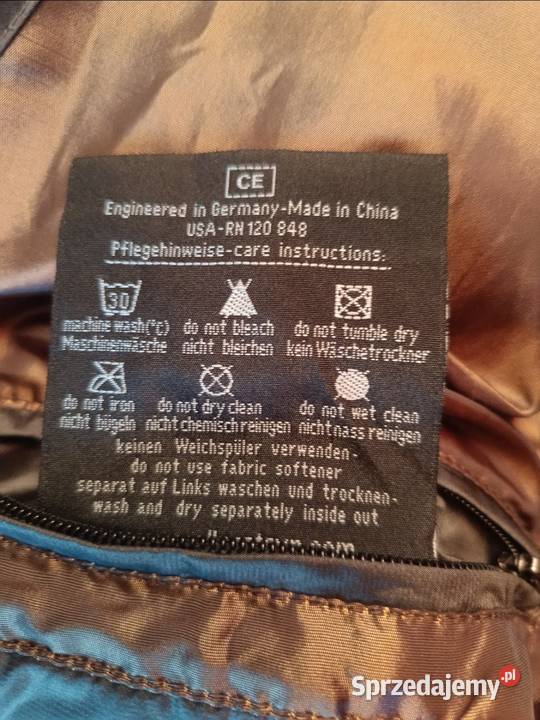 CE
Engineered in Germany-Made in China
USA-RN 120 848
Pflegehinweise-care instructions:
30
machine wash(°C) do not bleach do not tumble dry
Maschinenwäsche nicht bleichen kein Wäschetrockner
do not iron do not dry clean do not wet clean
nicht bügeln nicht chemisch reinigen nicht nass reinigen
keinen Weichspüler verwenden-
do not use fabric softener
separat auf Links waschen und trocknen-
wash and dry separately inside out
Sprzedajemy.pl